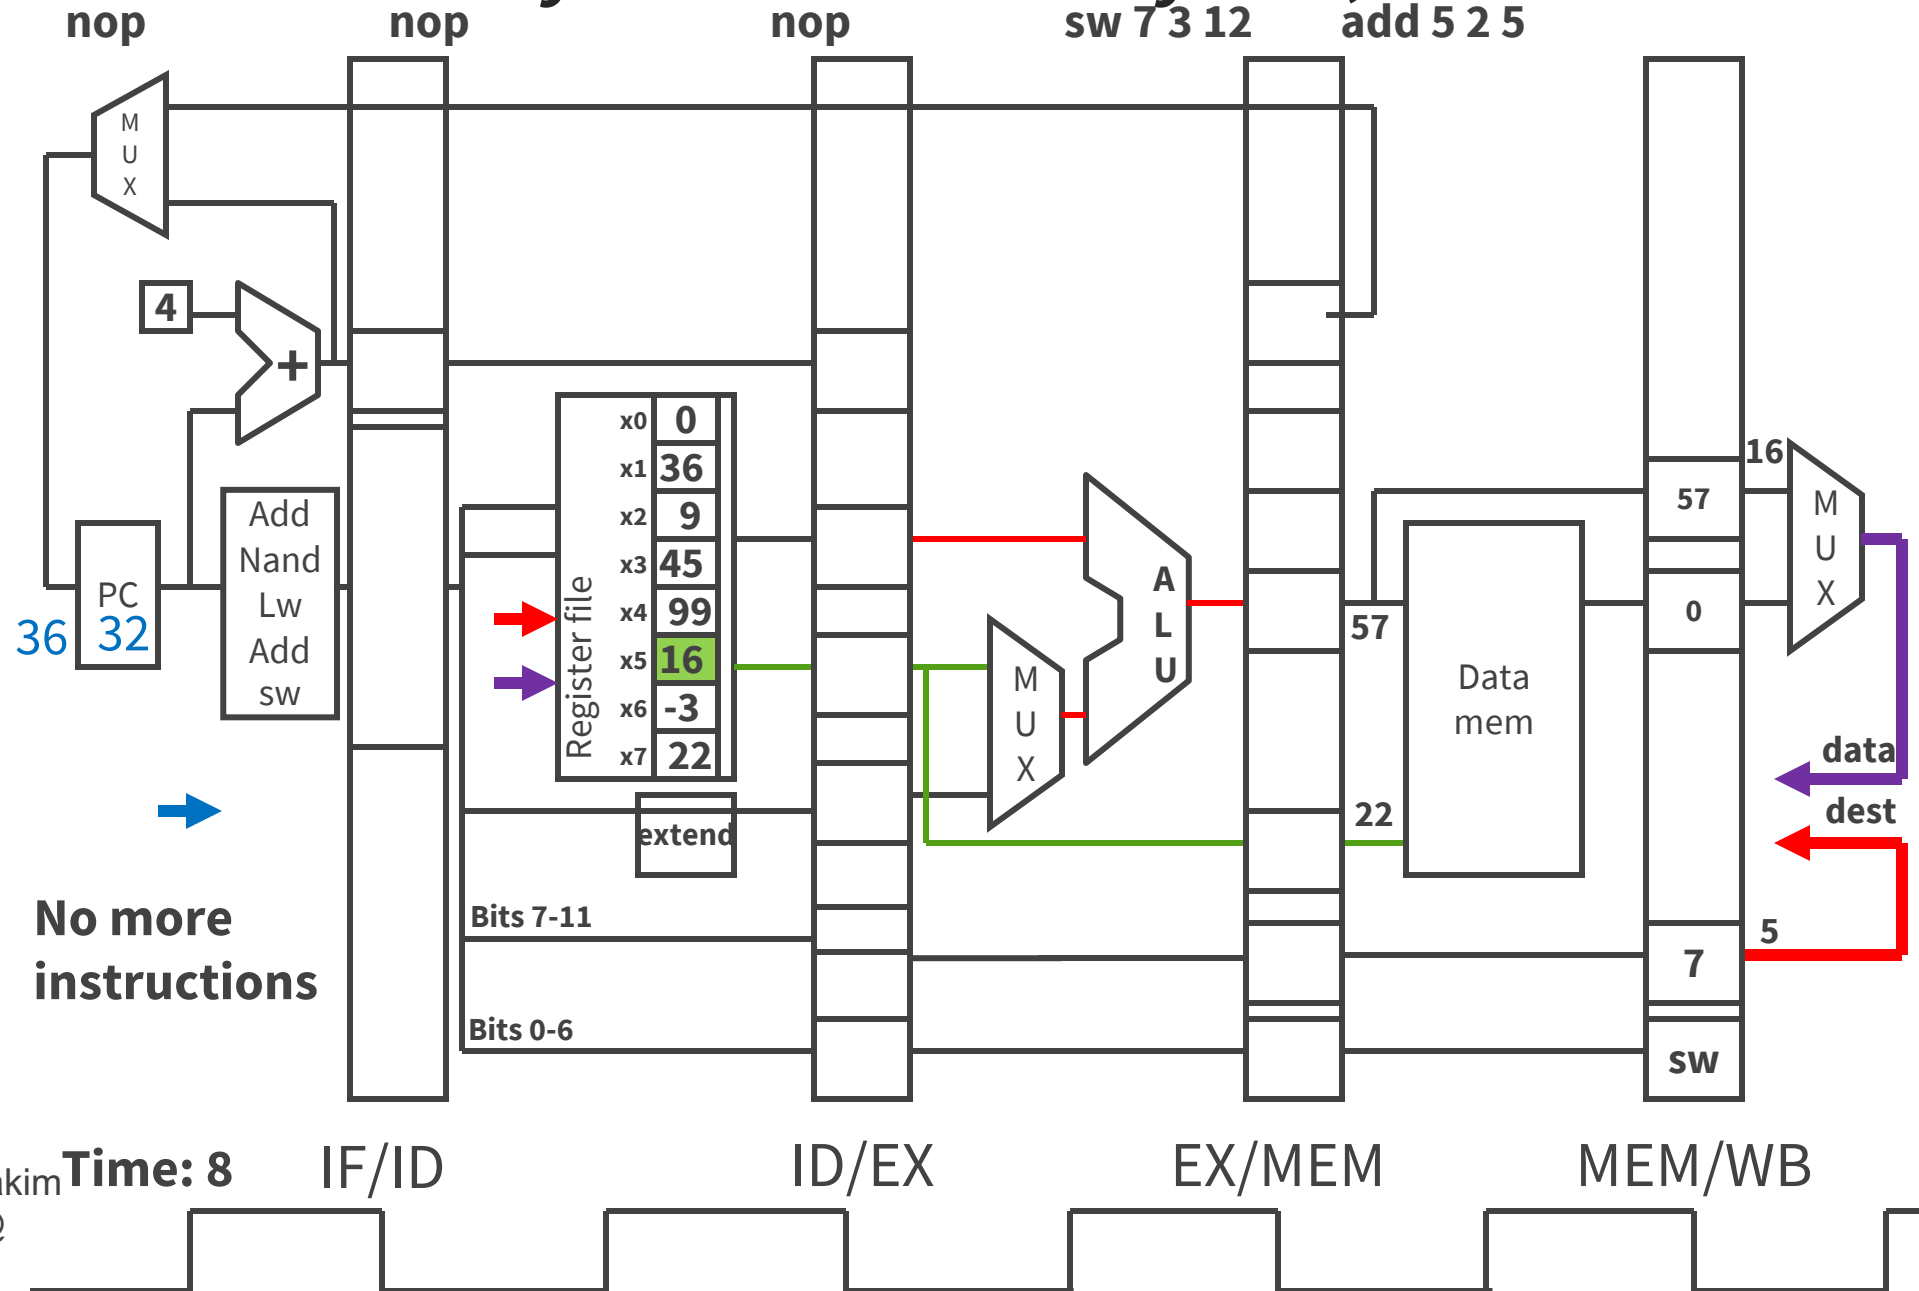 nop nop nop sw 7 3 12 add 5 2 5
M
U
X
4
+
x0 0
x1 36
x2 9
x3 45
x4 99
x5 16
x6 -3
x7 22
Register file
Add
Nand
Lw
Add
sw
PC
36 32
A
L
U
M
U
X
57
22
Data
mem
16
57
0
M
U
X
data
dest
extend
Bits 7-11
Bits 0-6
5
7
sw
No more
instructions
akim
Time: 8 IF/ID ID/EX EX/MEM MEM/WB